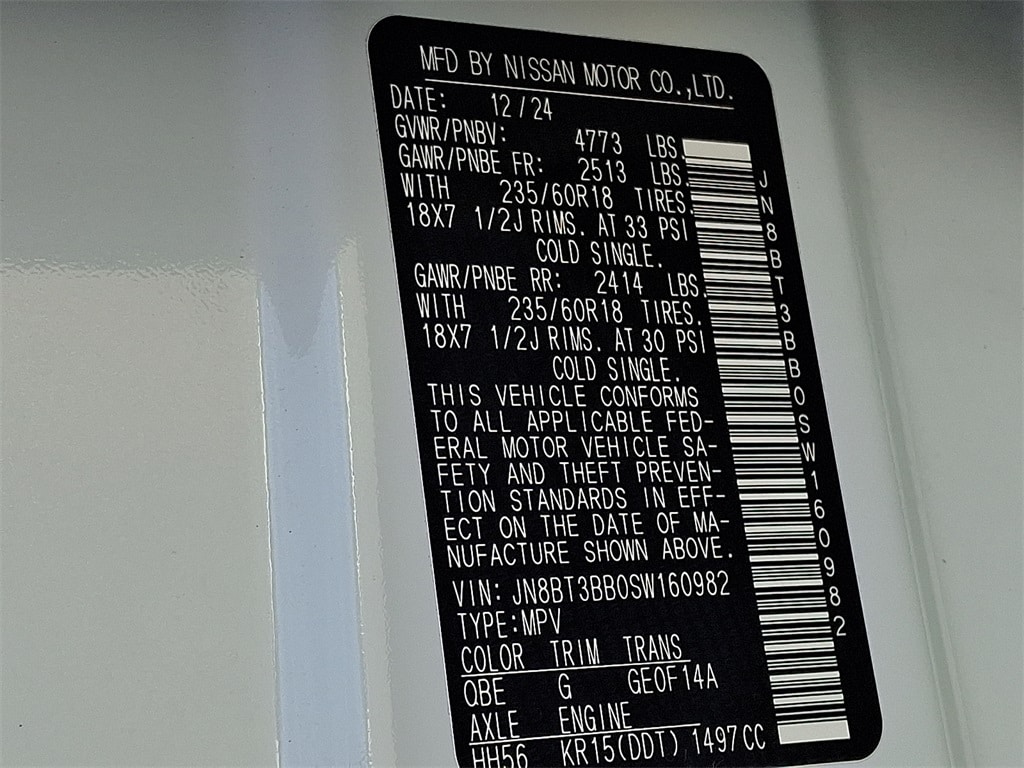 MFD BY NISSAN MOTOR CO.,LTD.
DATE: 12/24
GVWR/PNBV: 4773 LBS.
GAWR/PNBE FR: 2513 LBS.
WITH 235/60R18 TIRES.
18X7 1/2J RIMS. AT 33 PSI
COLD SINGLE.
GAWR/PNBE RR: 2414 LBS.
WITH 235/60R18 TIRES.
18X7 1/2J RIMS. AT 30 PSI
COLD SINGLE.
THIS VEHICLE CONFORMS
TO ALL APPLICABLE FED-
ERAL MOTOR VEHICLE SA-
FETY AND THEFT PREVEN-
TION STANDARDS IN EFF-
ECT ON THE DATE OF MA-
NUFACTURE SHOWN ABOVE.
VIN: JN8BT3BB0SW160982
TYPE:MPV
COLOR TRIM TRANS
QBE G GE0F14A
AXLE ENGINE
HH56 KR15(DDT) 1497CC
JN8BT3BB0SW160982